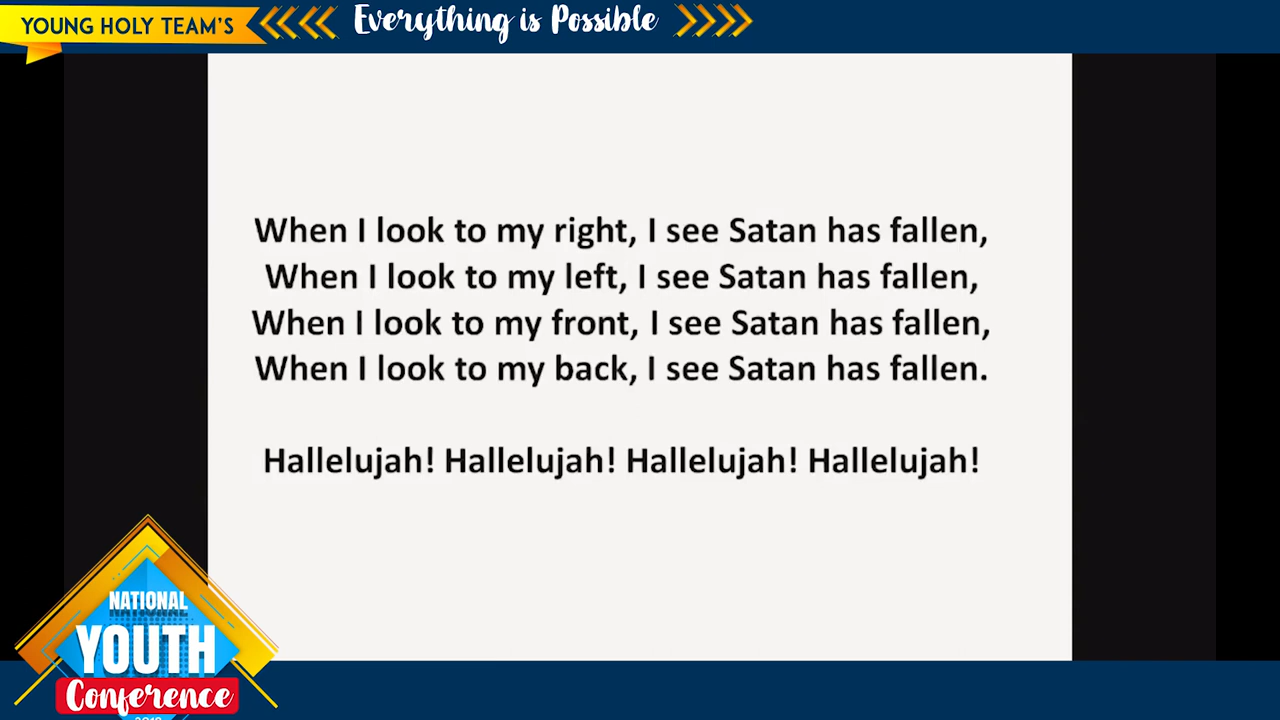 YOUNG HOLY TEAM'S
Everything is Possible
When I look to my right, I see Satan has fallen,
When I look to my left, I see Satan has fallen,
When I look to my front, I see Satan has fallen,
When I look to my back, I see Satan has fallen.
Hallelujah! Hallelujah! Hallelujah! Hallelujah!
NATIONAL
YOUTH
Conference